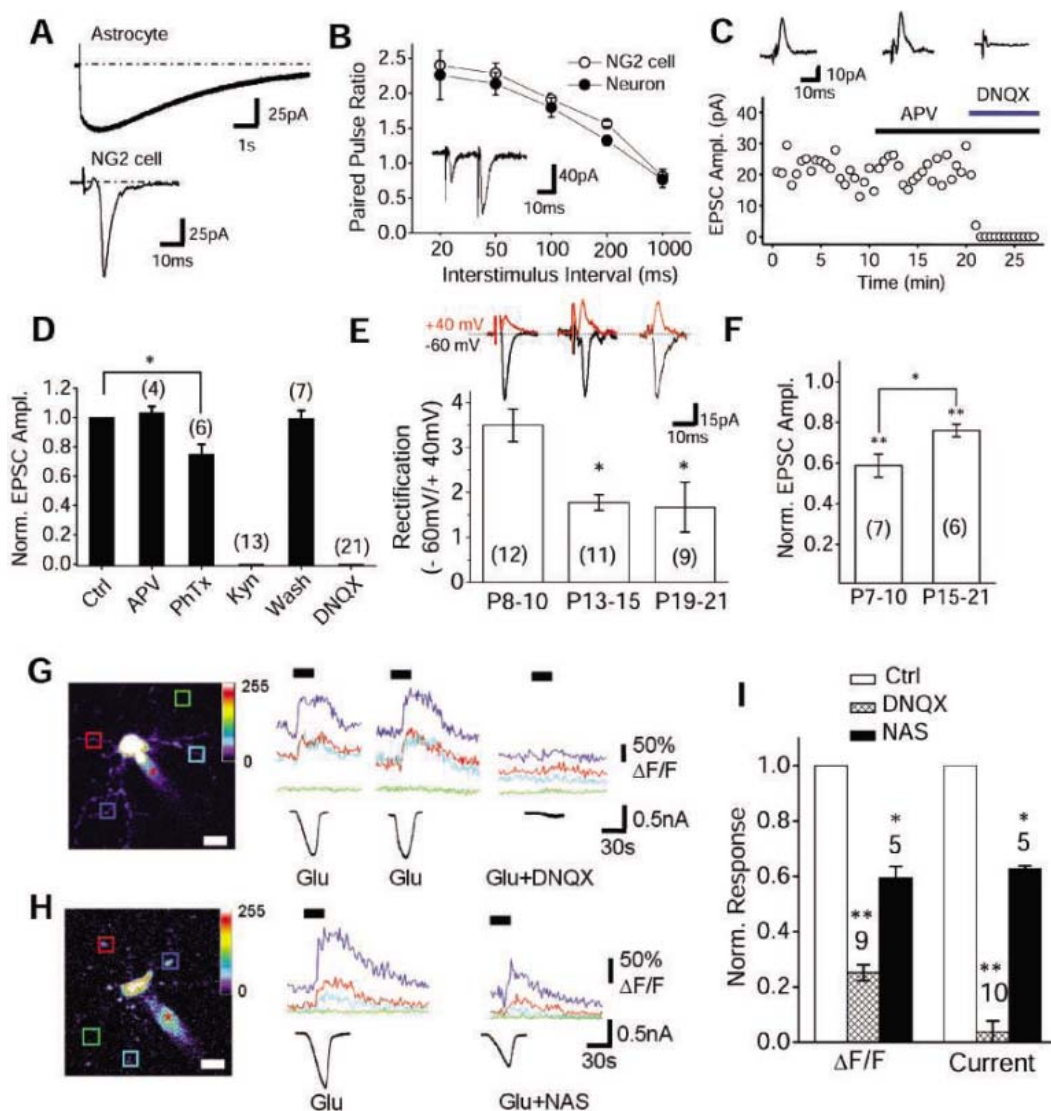 A
Astrocyte
25pA
1s
NG2 cell
25pA
10ms
B
Paired Pulse Ratio
2.5
2.0
1.5
1.0
0.5
0.0
NG2 cell
Neuron
40pA
10ms
20 50 100 200 1000
Interstimulus Interval (ms)
C
10pA
10ms
DNQX
APV
EPSC Ampl. (pA)
40
30
20
10
0
0 5 10 15 20 25
Time (min)
D
Norm. EPSC Ampl.
1.2
1.0
0.8
0.6
0.4
0.2
0.0
*
(4)
(6)
(13)
(7)
(21)
Ctrl APV PhTx Kyn Wash DNQX
E
+40 mV
-60 mV
15pA
10ms
Rectification
(- 60mV/+ 40mV)
4
3
2
1
0
* *
(12) (11) (9)
P8-10 P13-15 P19-21
F
Norm. EPSC Ampl.
1.0
0.8
0.6
0.4
0.2
*
** **
(7) (6)
P7-10 P15-21
G
255
0
50%
ΔF/F
0.5nA
30s
Glu Glu Glu+DNQX
H
255
0
50%
ΔF/F
0.5nA
30s
Glu Glu+NAS
I
Ctrl
DNQX
NAS
Norm. Response
1.0
0.8
0.6
0.4
0.2
0.0
** 9
* 5
** 10
* 5
ΔF/F Current